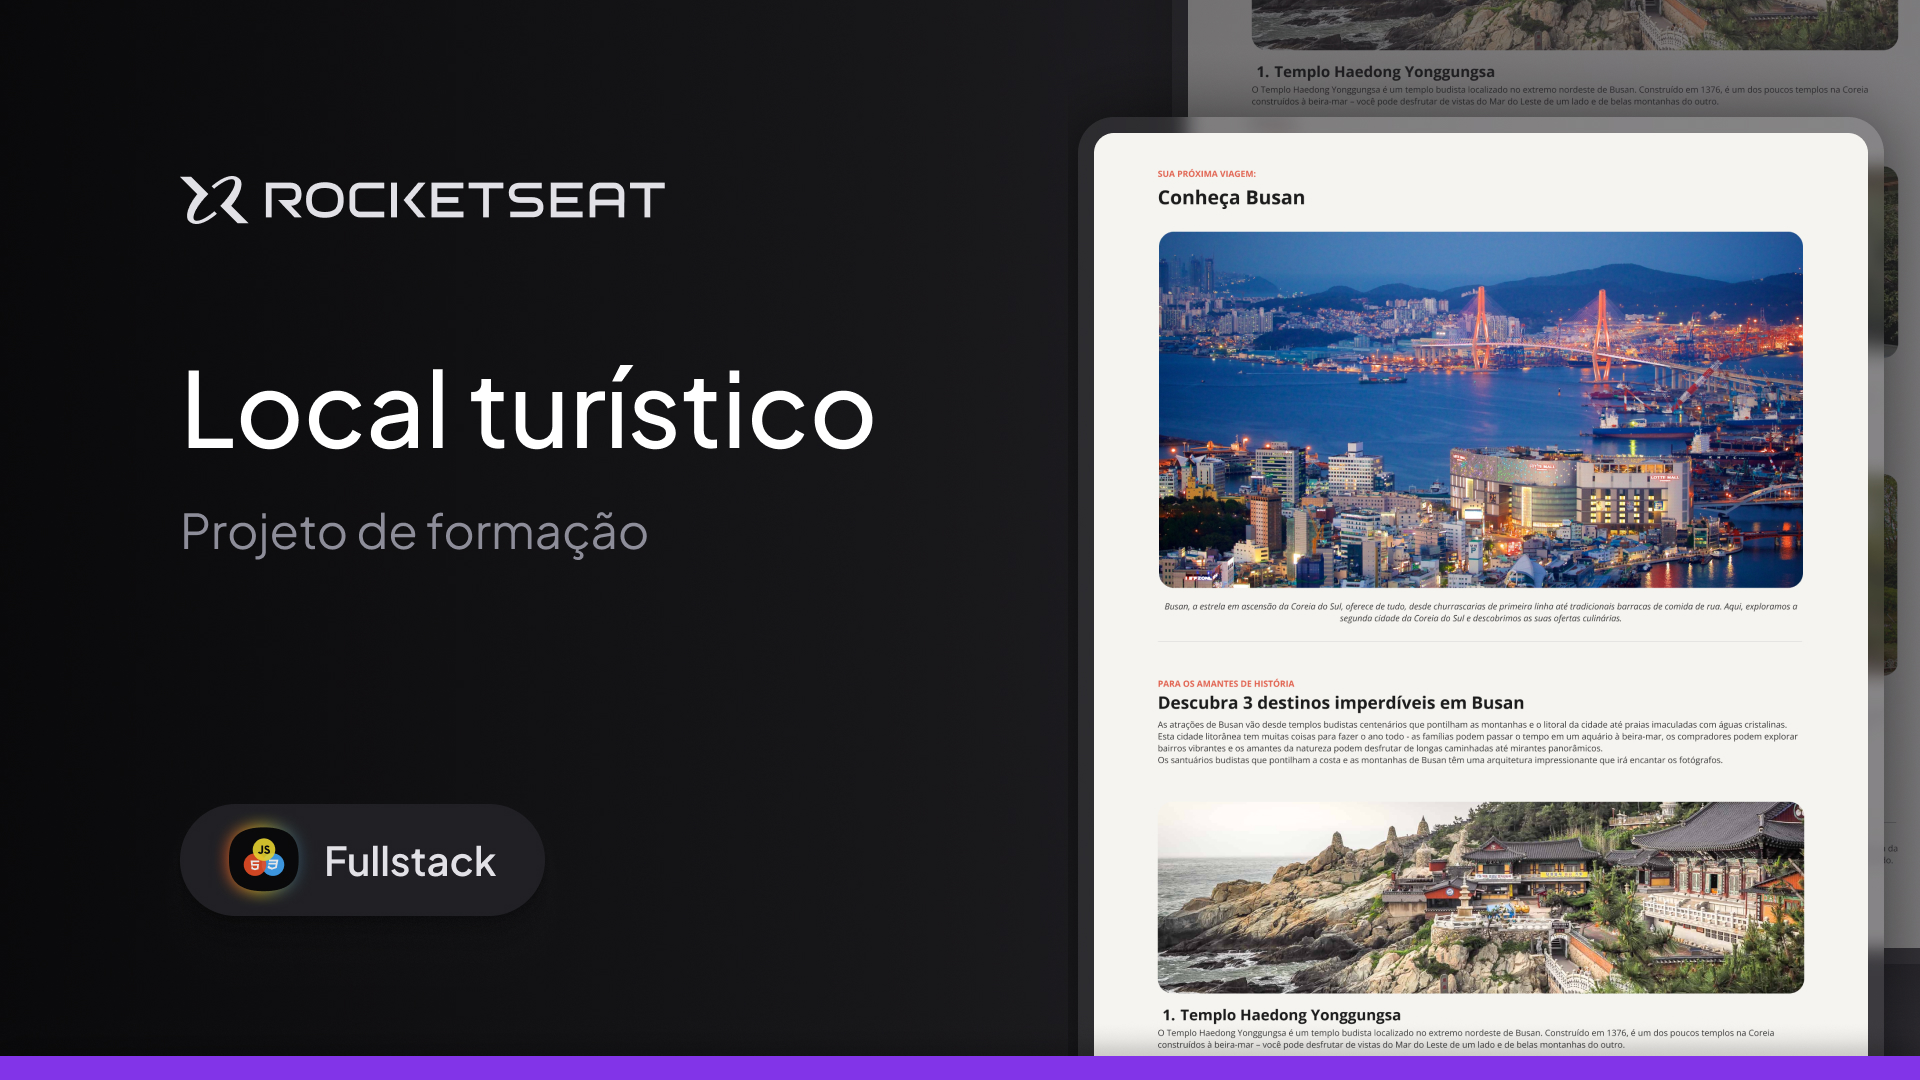 ROCKETSEAT
Local turístico
Projeto de formação
JS
Fullstack
1. Templo Haedong Yonggungsa
O Templo Haedong Yonggungsa é um templo budista localizado no extremo nordeste de Busan. Construído em 1376, é um dos poucos templos na Coreia
construídos à beira-mar – você pode desfrutar de vistas do Mar do Leste de um lado e de belas montanhas do outro.
SUA PRÓXIMA VIAGEM:
Conheça Busan
LOTTE MALL
LOTTE MALL
Busan, a estrela em ascensão da Coreia do Sul, oferece de tudo, desde churrascarias de primeira linha até tradicionais barracas de comida de rua. Aqui, exploramos a
segunda cidade da Coreia do Sul e descobrimos as suas ofertas culinárias.
PARA OS AMANTES DE HISTÓRIA
Descubra 3 destinos imperdíveis em Busan
As atrações de Busan vão desde templos budistas centenários que pontilham as montanhas e o litoral da cidade até praias imaculadas com águas cristalinas.
Esta cidade litorânea tem muitas coisas para fazer o ano todo - as famílias podem passar o tempo em um aquário à beira-mar, os compradores podem explorar
bairros vibrantes e os amantes da natureza podem desfrutar de longas caminhadas até mirantes panorâmicos.
Os santuários budistas que pontilham a costa e as montanhas de Busan têm uma arquitetura impressionante que irá encantar os fotógrafos.
1. Templo Haedong Yonggungsa
O Templo Haedong Yonggungsa é um templo budista localizado no extremo nordeste de Busan. Construído em 1376, é um dos poucos templos na Coreia
construídos à beira-mar – você pode desfrutar de vistas do Mar do Leste de um lado e de belas montanhas do outro.